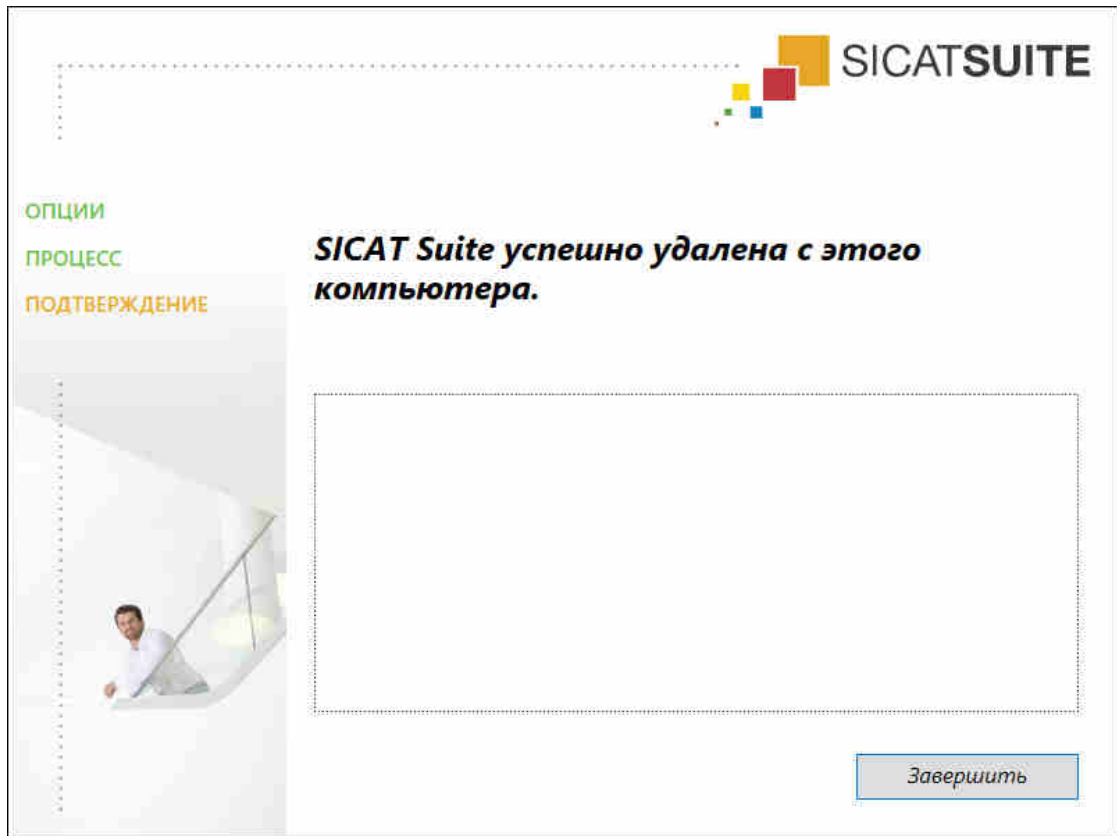 SICATSUITE
ОПЦИИ
ПРОЦЕСС
ПОДТВЕРЖДЕНИЕ
SICAT Suite успешно удалена с этого
компьютера.
Завершить